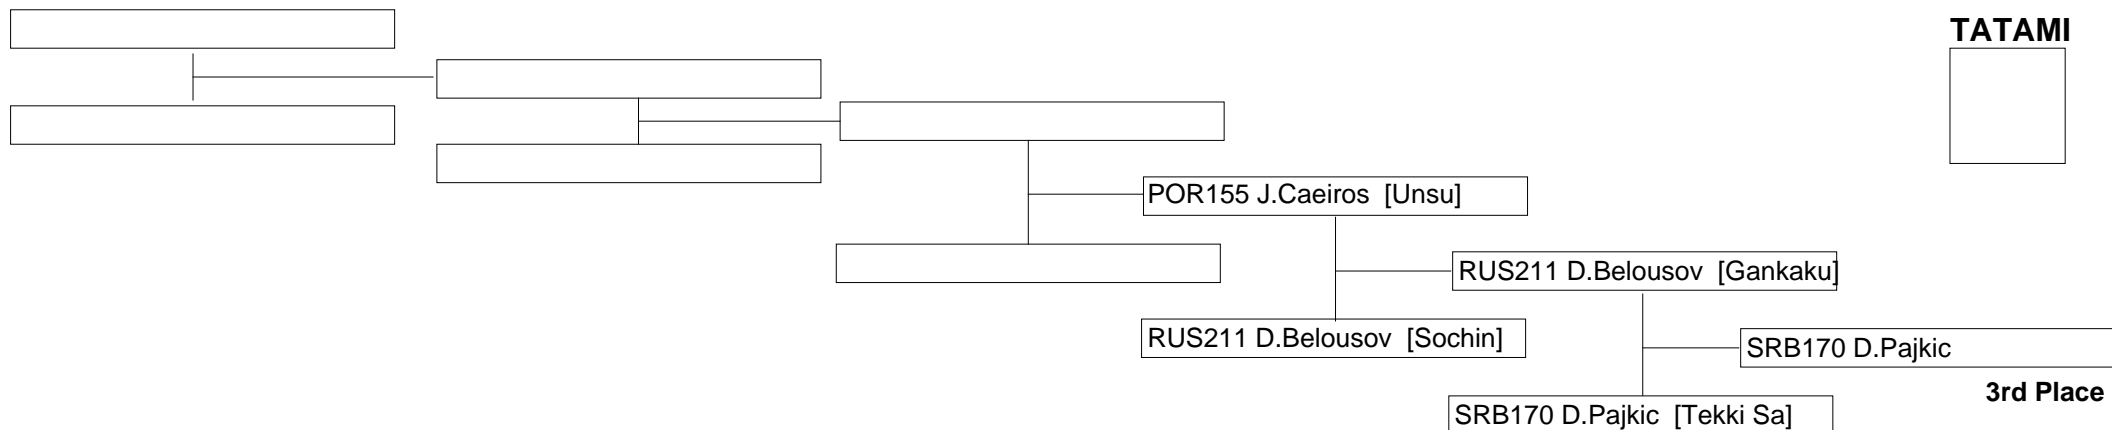 TATAMI
POR155 J.Caeiros [Unsu]
RUS211 D.Belousov [Gankaku]
RUS211 D.Belousov [Sochin]
SRB170 D.Pajkic
3rd Place
SRB170 D.Pajkic [Tekki Sa]